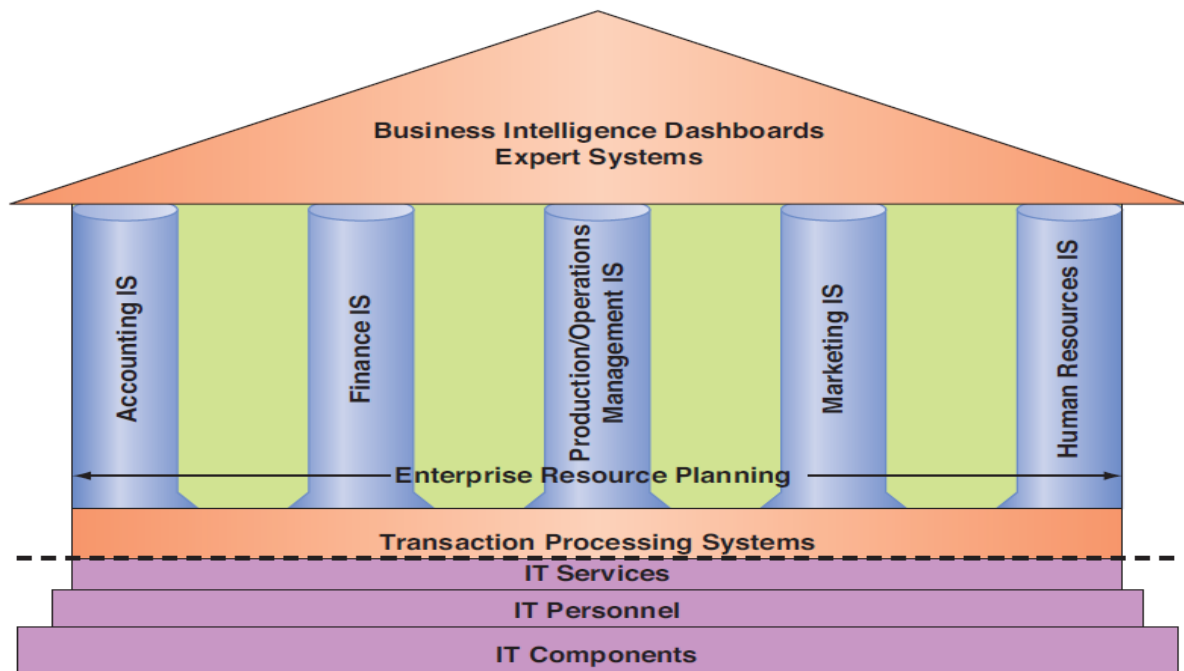 Business Intelligence Dashboards
Expert Systems
Accounting IS
Finance IS
Production/Operations
Management IS
Marketing IS
Human Resources IS
Enterprise Resource Planning
Transaction Processing Systems
IT Services
IT Personnel
IT Components